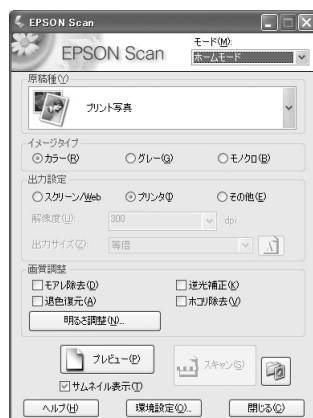 EPSON Scan
EPSON Scan
モード(M):
ホームモード
原稿種(Y)
プリント写真
イメージタイプ
カラー(R) グレー(G) モノクロ(B)
出力設定
スクリーン/Web プリンタ(I) その他(E)
解像度(U): 300 dpi
出力サイズ(Z): 等倍
画質調整
モアレ除去(D) 逆光補正(K)
退色復元(A) ホコリ除去(V)
明るさ調整(N)...
プレビュー(P) スキャン(S)
サムネイル表示(T)
ヘルプ(H) 環境設定(O)... 閉じる(C)